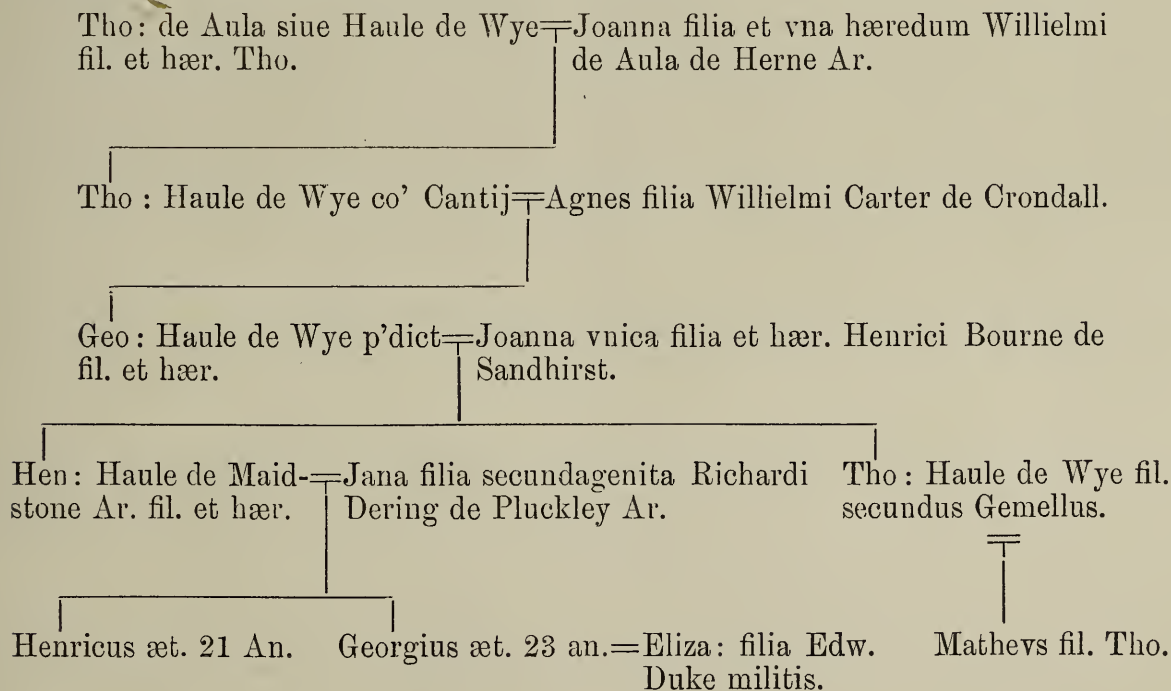 Tho: de Aula siue Haule de Wye=Joanna filia et vna hæredum Willielmi
fil. et hær. Tho. de Aula de Herne Ar.
Tho: Haule de Wye co' Cantij=Agnes filia Willielmi Carter de Crondall.
Geo: Haule de Wye p'dict=Joanna vnica filia et hær. Henrici Bourne de
fil. et hær. Sandhirst.
Hen: Haule de Maid-=Jana filia secundagenita Richardi Tho: Haule de Wye fil.
stone Ar. fil. et hær. Dering de Pluckley Ar. secundus Gemellus.
Henricus æt. 21 An. Georgius æt. 23 an.=Eliza: filia Edw. Mathevs fil. Tho.
Duke militis.